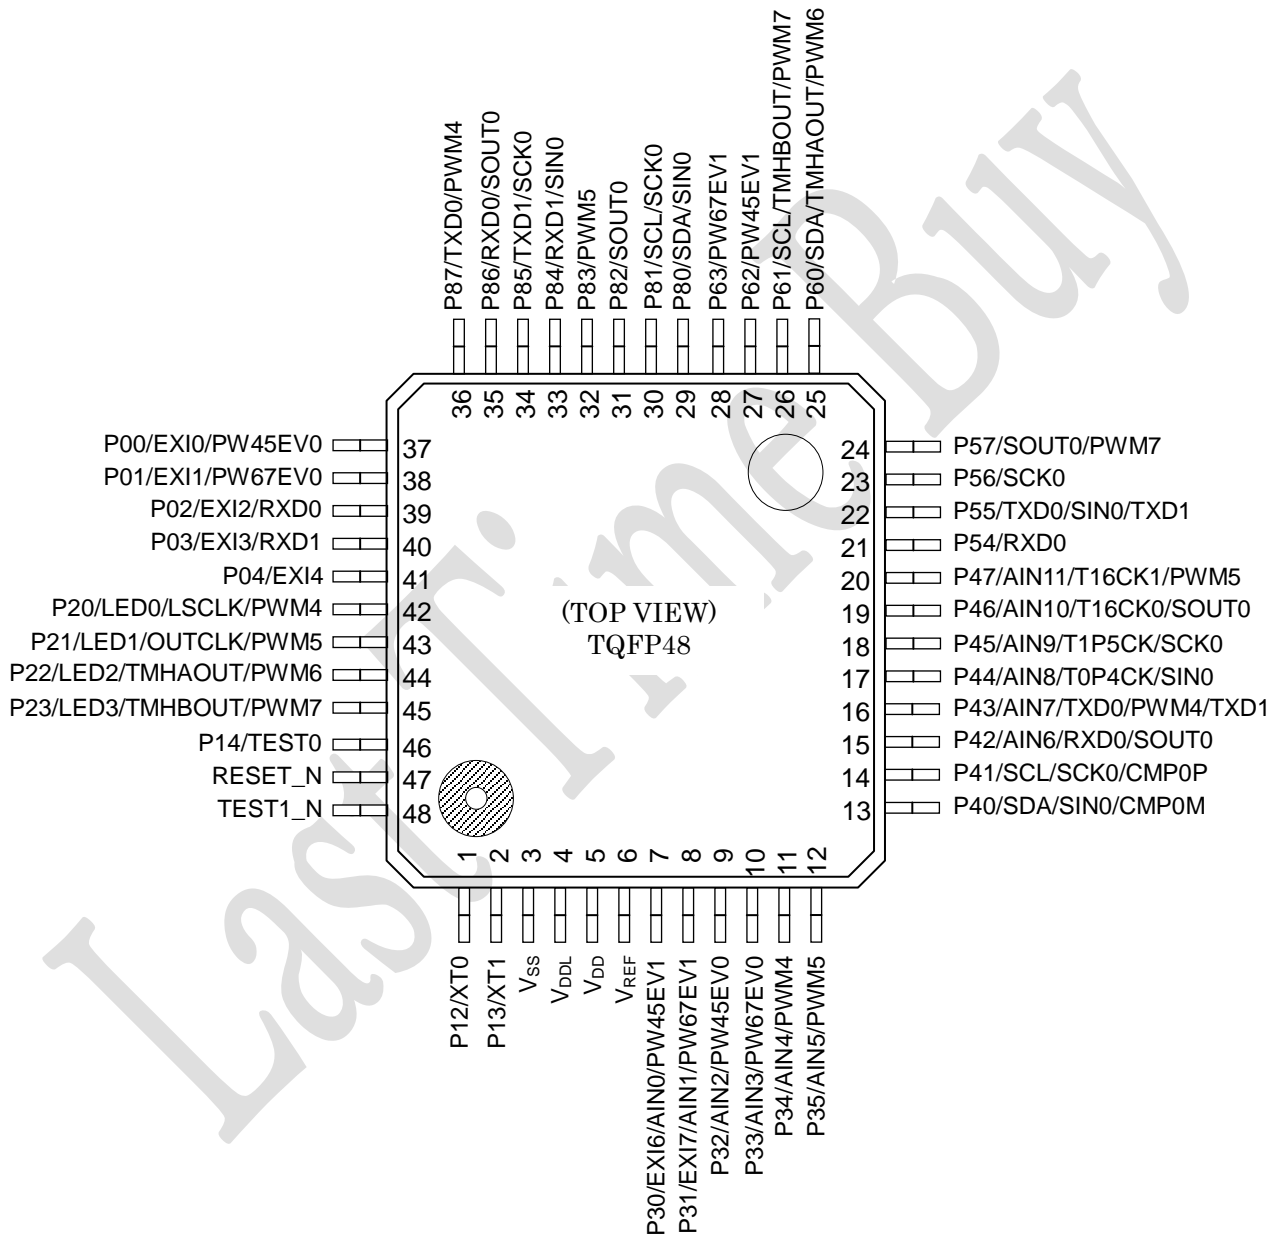 P87/TXD0/PWM4
P86/RXD0/SOUT0
P85/TXD1/SCK0
P84/RXD1/SIN0
P83/PWM5
P82/SOUT0
P81/SCL/SCK0
P80/SDA/SIN0
P63/PW67EV1
P62/PW45EV1
P61/SCL/TMHBOUT/PWM7
P60/SDA/TMHAOUT/PWM6
36 35 34 33 32 31 30 29 28 27 26 25
P00/EXI0/PW45EV0 37
P01/EXI1/PW67EV0 38
P02/EXI2/RXD0 39
P03/EXI3/RXD1 40
P04/EXI4 41
P20/LED0/LSCLK/PWM4 42
P21/LED1/OUTCLK/PWM5 43
P22/LED2/TMHAOUT/PWM6 44
P23/LED3/TMHBOUT/PWM7 45
P14/TEST0 46
RESET_N 47
TEST1_N 48
(TOP VIEW)
TQFP48
24 P57/SOUT0/PWM7
23 P56/SCK0
22 P55/TXD0/SIN0/TXD1
21 P54/RXD0
20 P47/AIN11/T16CK1/PWM5
19 P46/AIN10/T16CK0/SOUT0
18 P45/AIN9/T1P5CK/SCK0
17 P44/AIN8/T0P4CK/SIN0
16 P43/AIN7/TXD0/PWM4/TXD1
15 P42/AIN6/RXD0/SOUT0
14 P41/SCL/SCK0/CMP0P
13 P40/SDA/SIN0/CMP0M
1 2 3 4 5 6 7 8 9 10 11 12
P12/XT0
P13/XT1
VSS
VDDL
VDD
VREF
P30/EXI6/AIN0/PW45EV1
P31/EXI7/AIN1/PW67EV1
P32/AIN2/PW45EV0
P33/AIN3/PW67EV0
P34/AIN4/PWM4
P35/AIN5/PWM5
Last Time Buy